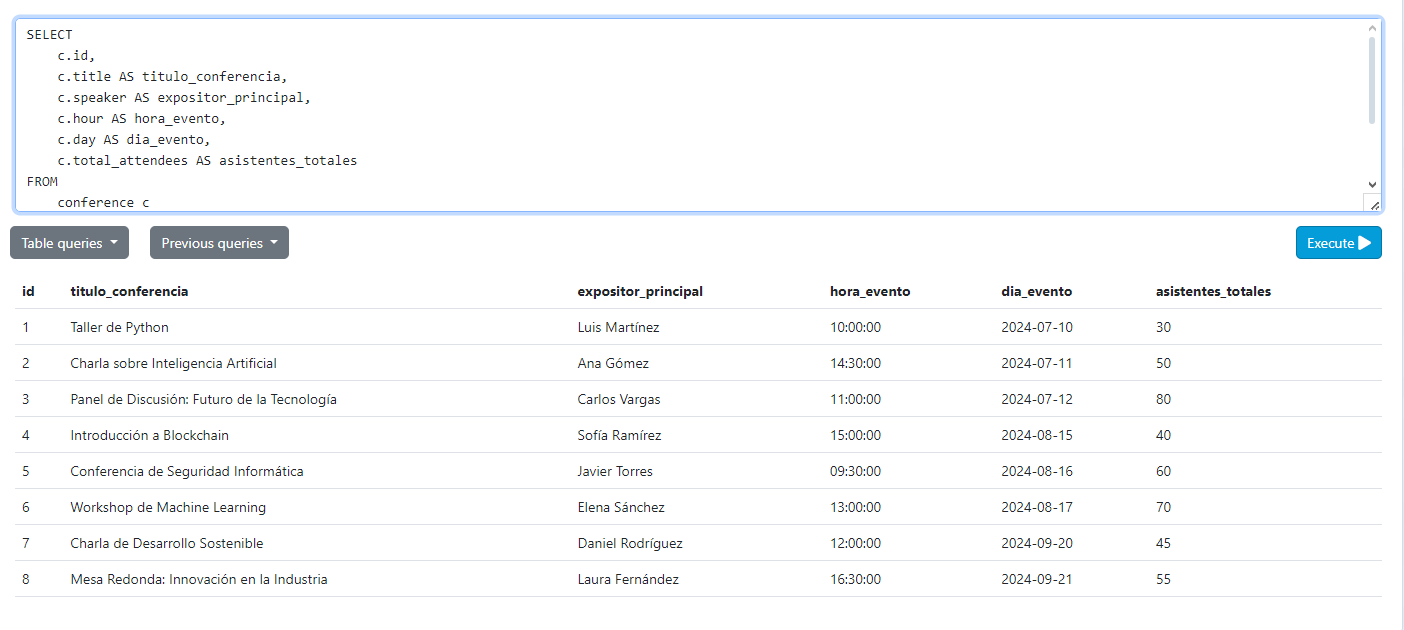 SELECT
c.id,
c.title AS titulo_conferencia,
c.speaker AS expositor_principal,
c.hour AS hora_evento,
c.day AS dia_evento,
c.total_attendees AS asistentes_totales
FROM
conference c
Table queries Previous queries Execute
id titulo_conferencia expositor_principal hora_evento dia_evento asistentes_totales
1 Taller de Python Luis Martínez 10:00:00 2024-07-10 30
2 Charla sobre Inteligencia Artificial Ana Gómez 14:30:00 2024-07-11 50
3 Panel de Discusión: Futuro de la Tecnología Carlos Vargas 11:00:00 2024-07-12 80
4 Introducción a Blockchain Sofía Ramírez 15:00:00 2024-08-15 40
5 Conferencia de Seguridad Informática Javier Torres 09:30:00 2024-08-16 60
6 Workshop de Machine Learning Elena Sánchez 13:00:00 2024-08-17 70
7 Charla de Desarrollo Sostenible Daniel Rodríguez 12:00:00 2024-09-20 45
8 Mesa Redonda: Innovación en la Industria Laura Fernández 16:30:00 2024-09-21 55